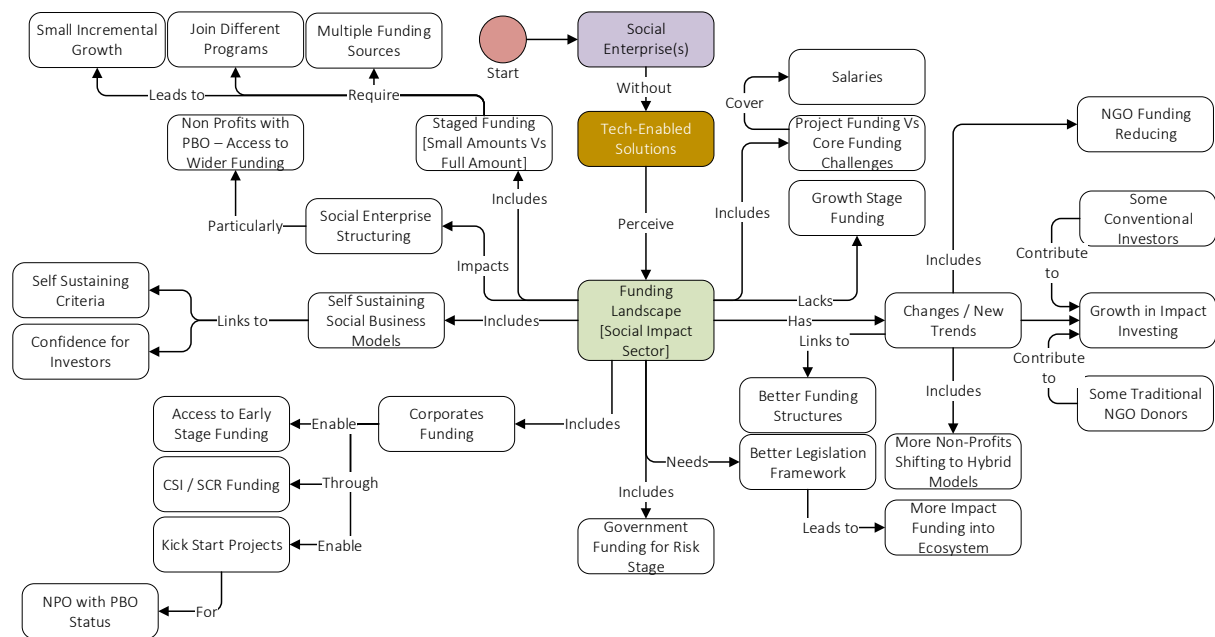 Small Incremental
Growth
Join Different
Programs
Multiple Funding
Sources
Start
Social
Enterprise(s)
Leads to
Require
Without
Cover
Salaries
Non Profits with
PBO – Access to
Wider Funding
Staged Funding
[Small Amounts Vs
Full Amount]
Tech-Enabled
Solutions
Project Funding Vs
Core Funding
Challenges
NGO Funding
Reducing
Includes
Growth Stage
Funding
Particularly
Social Enterprise
Structuring
Perceive
Includes
Some
Conventional
Investors
Impacts
Includes
Contribute
to
Self Sustaining
Criteria
Links to
Confidence for
Investors
Self Sustaining
Social Business
Models
Includes
Funding
Landscape
[Social Impact
Sector]
Lacks
Has
Changes / New
Trends
Growth in Impact
Investing
Links to
Contribute
to
Better Funding
Structures
Includes
Some Traditional
NGO Donors
Access to Early
Stage Funding
Enable
Corporates
Funding
Includes
Needs
Better Legislation
Framework
More Non-Profits
Shifting to Hybrid
Models
CSI / SCR Funding
Through
Includes
Kick Start Projects
Enable
Government
Funding for Risk
Stage
Leads to
More Impact
Funding into
Ecosystem
NPO with PBO
Status
For